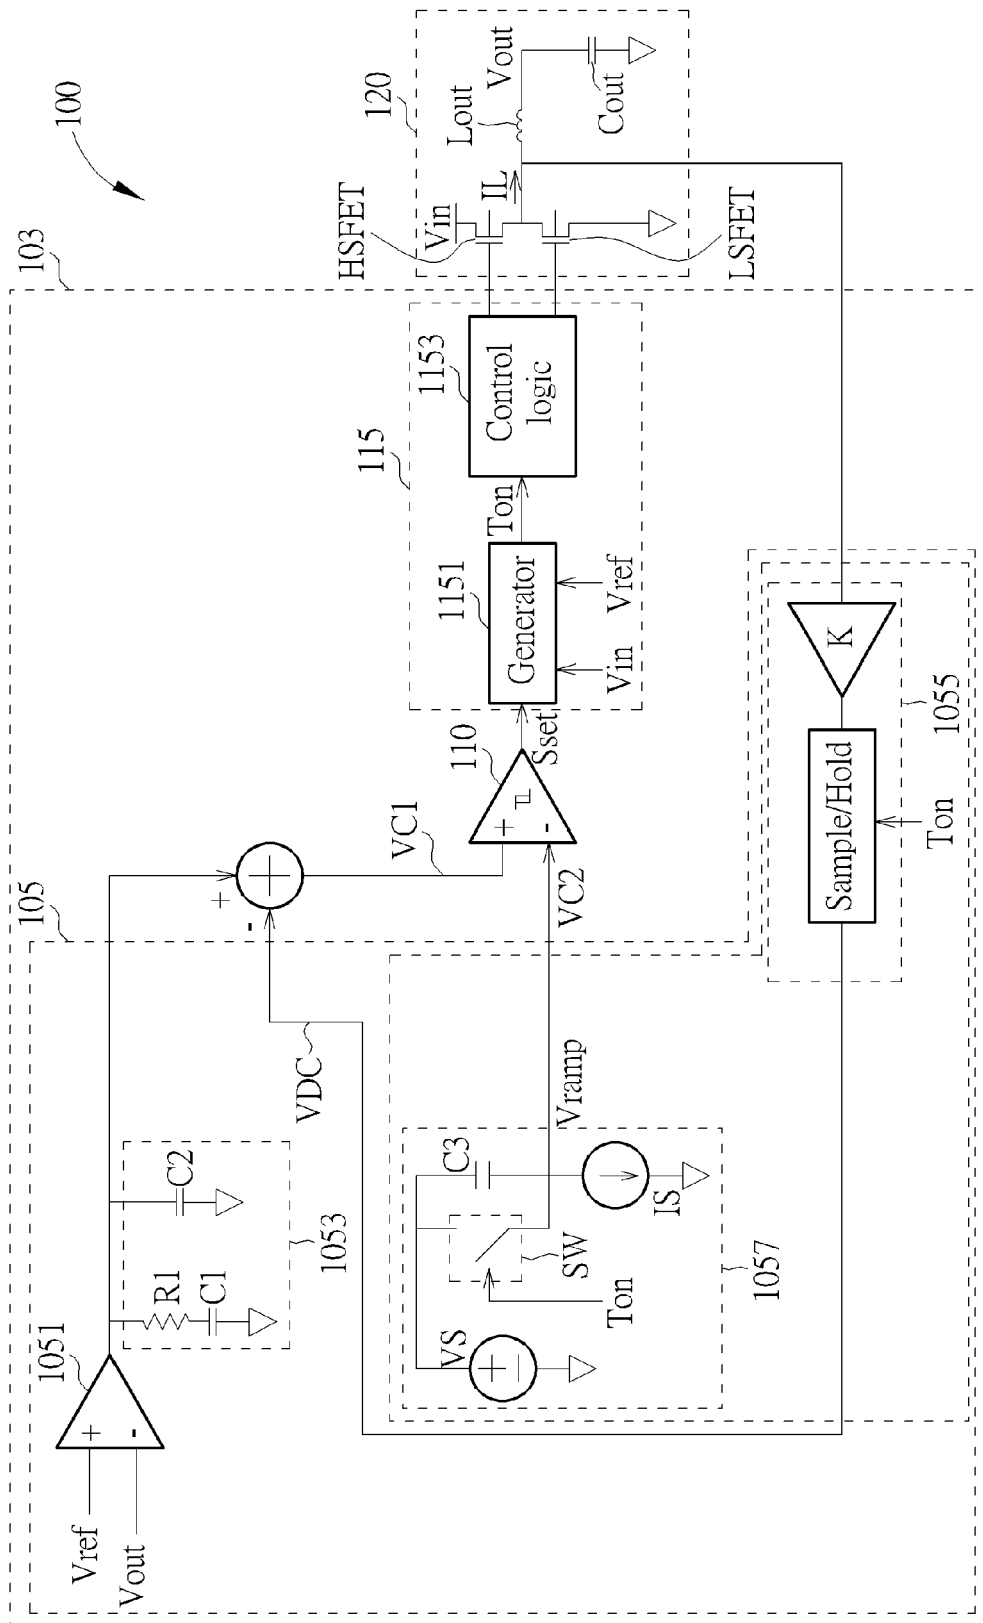 100
103
120
HSFET
Vin
IL
Lout
Vout
Cout
LSFET
115
1153
Control
logic
Ton
1151
Generator
Vin
Vref
Sset
110
+
-
VC1
VC2
+
-
+
105
VDC
1051
+
-
Vref
Vout
R1
C1
C2
1053
VS
+
-
C3
SW
Ton
IS
Vramp
1057
K
1055
Sample/Hold
Ton